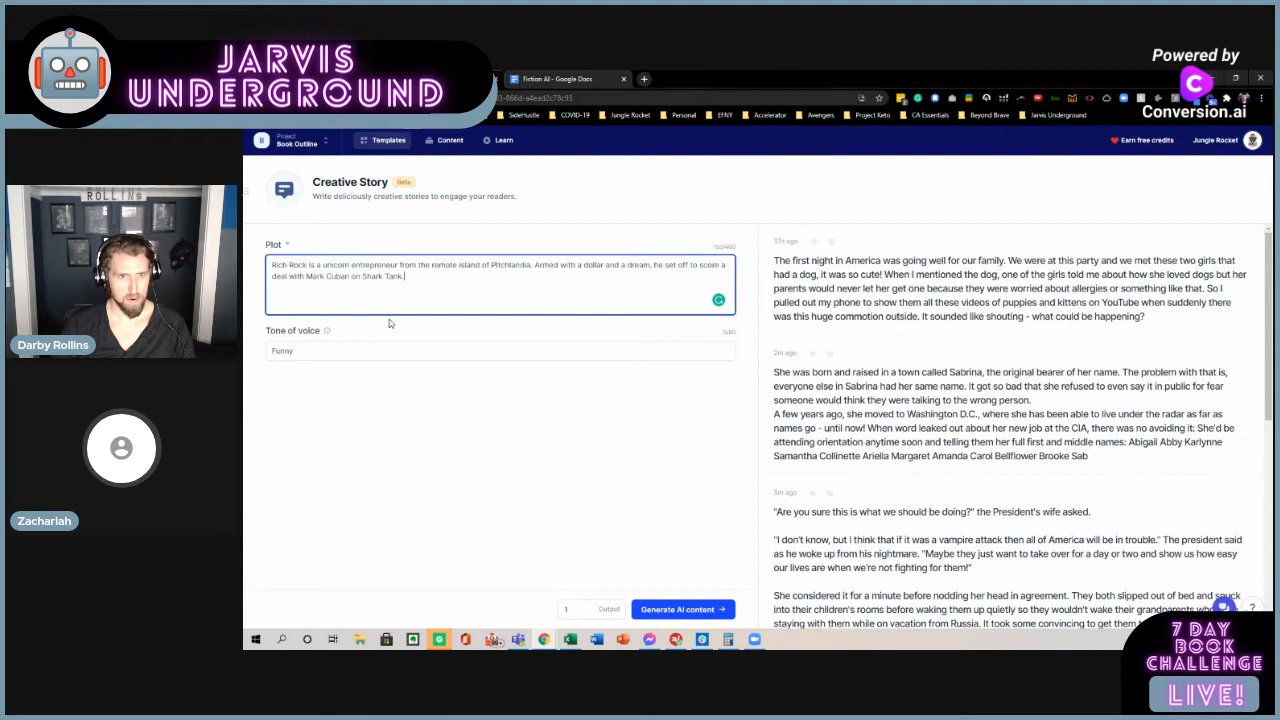 JARVIS
UNDERGROUND
Powered by
Conversion.ai
Fiction AI - Google Docs
SideHustle
COVID-19
Jungle Rocket
Personal
EFNY
Accelerator
Avengers
Project Keto
CA Essentials
Beyond Brave
Jarvis Underground
B
Project
Book Outline
Templates
Content
Learn
Earn free credits
Jungle Rocket
Creative Story Beta
Write deliciously creative stories to engage your readers.
Plot *
Rich Rock is a unicorn entrepreneur from the remote island of Pitchlandia. Armed with a dollar and a dream, he set off to score a
deal with Mark Cuban on Shark Tank.
Tone of voice
5/80
Funny
1 Output
Generate AI content
37s ago
The first night in America was going well for our family. We were at this party and we met these two girls that
had a dog, it was so cute! When I mentioned the dog, one of the girls told me about how she loved dogs but her
parents would never let her get one because they were worried about allergies or something like that. So I
pulled out my phone to show them all these videos of puppies and kittens on YouTube when suddenly there
was this huge commotion outside. It sounded like shouting - what could be happening?
2m ago
She was born and raised in a town called Sabrina, the original bearer of her name. The problem with that is,
everyone else in Sabrina had her same name. It got so bad that she refused to even say it in public for fear
someone would think they were talking to the wrong person.
A few years ago, she moved to Washington D.C., where she has been able to live under the radar as far as
names go - until now! When word leaked out about her new job at the CIA, there was no avoiding it: She'd be
attending orientation anytime soon and telling them her full first and middle names: Abigail Abby Karlynne
Samantha Collinette Ariella Margaret Amanda Carol Bellflower Brooke Sab
3m ago
"Are you sure this is what we should be doing?" the President's wife asked.
"I don't know, but I think that if it was a vampire attack then all of America will be in trouble." The president said
as he woke up from his nightmare. "Maybe they just want to take over for a day or two and show us how easy
our lives are when we're not fighting for them!"
She considered it for a minute before nodding her head in agreement. They both slipped out of bed and snuck
into their children's rooms before waking them up quietly so they wouldn't wake their grandparents who
staying with them while on vacation from Russia. It took some convincing to get them
ROLLINS
Darby Rollins
Zachariah
7 DAY
BOOK
CHALLENGE
LIVE!